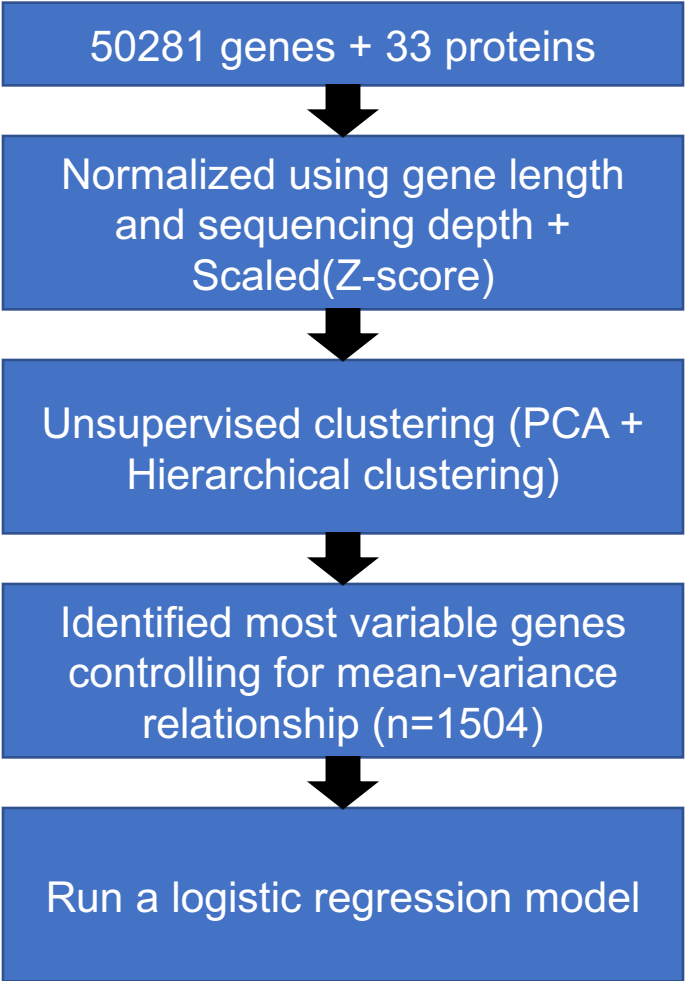 50281 genes + 33 proteins
Normalized using gene length
and sequencing depth +
Scaled(Z-score)
Unsupervised clustering (PCA +
Hierarchical clustering)
Identified most variable genes
controlling for mean-variance
relationship (n=1504)
Run a logistic regression model